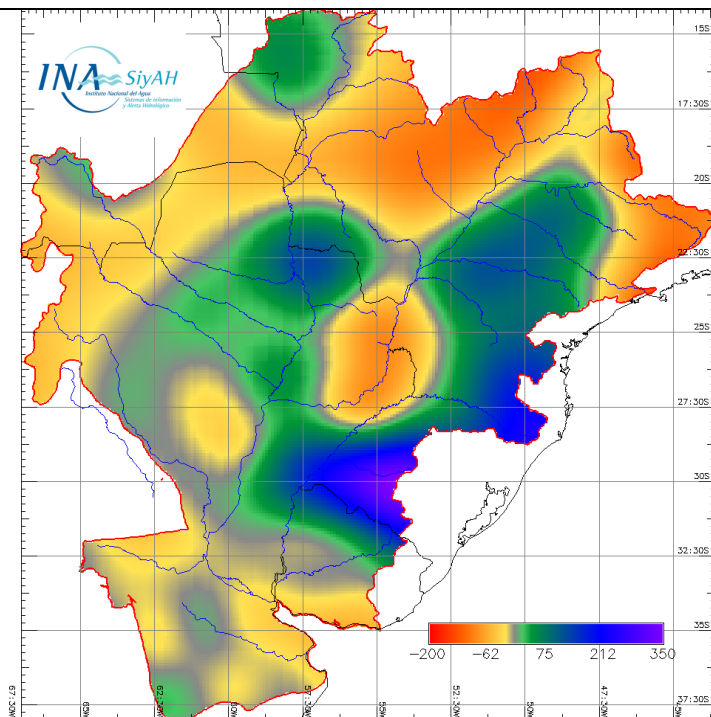 INA SiyAH
Instituto Nacional del Agua
Sistemas de información
y Alerta Hidrológico
15S
17:30S
20S
22:30S
25S
27:30S
30S
32:30S
35S
37:30S
-200 -62 75 212 350
67:30W 65W 62:30W 60W 57:30W 55W 52:30W 50W 47:30W